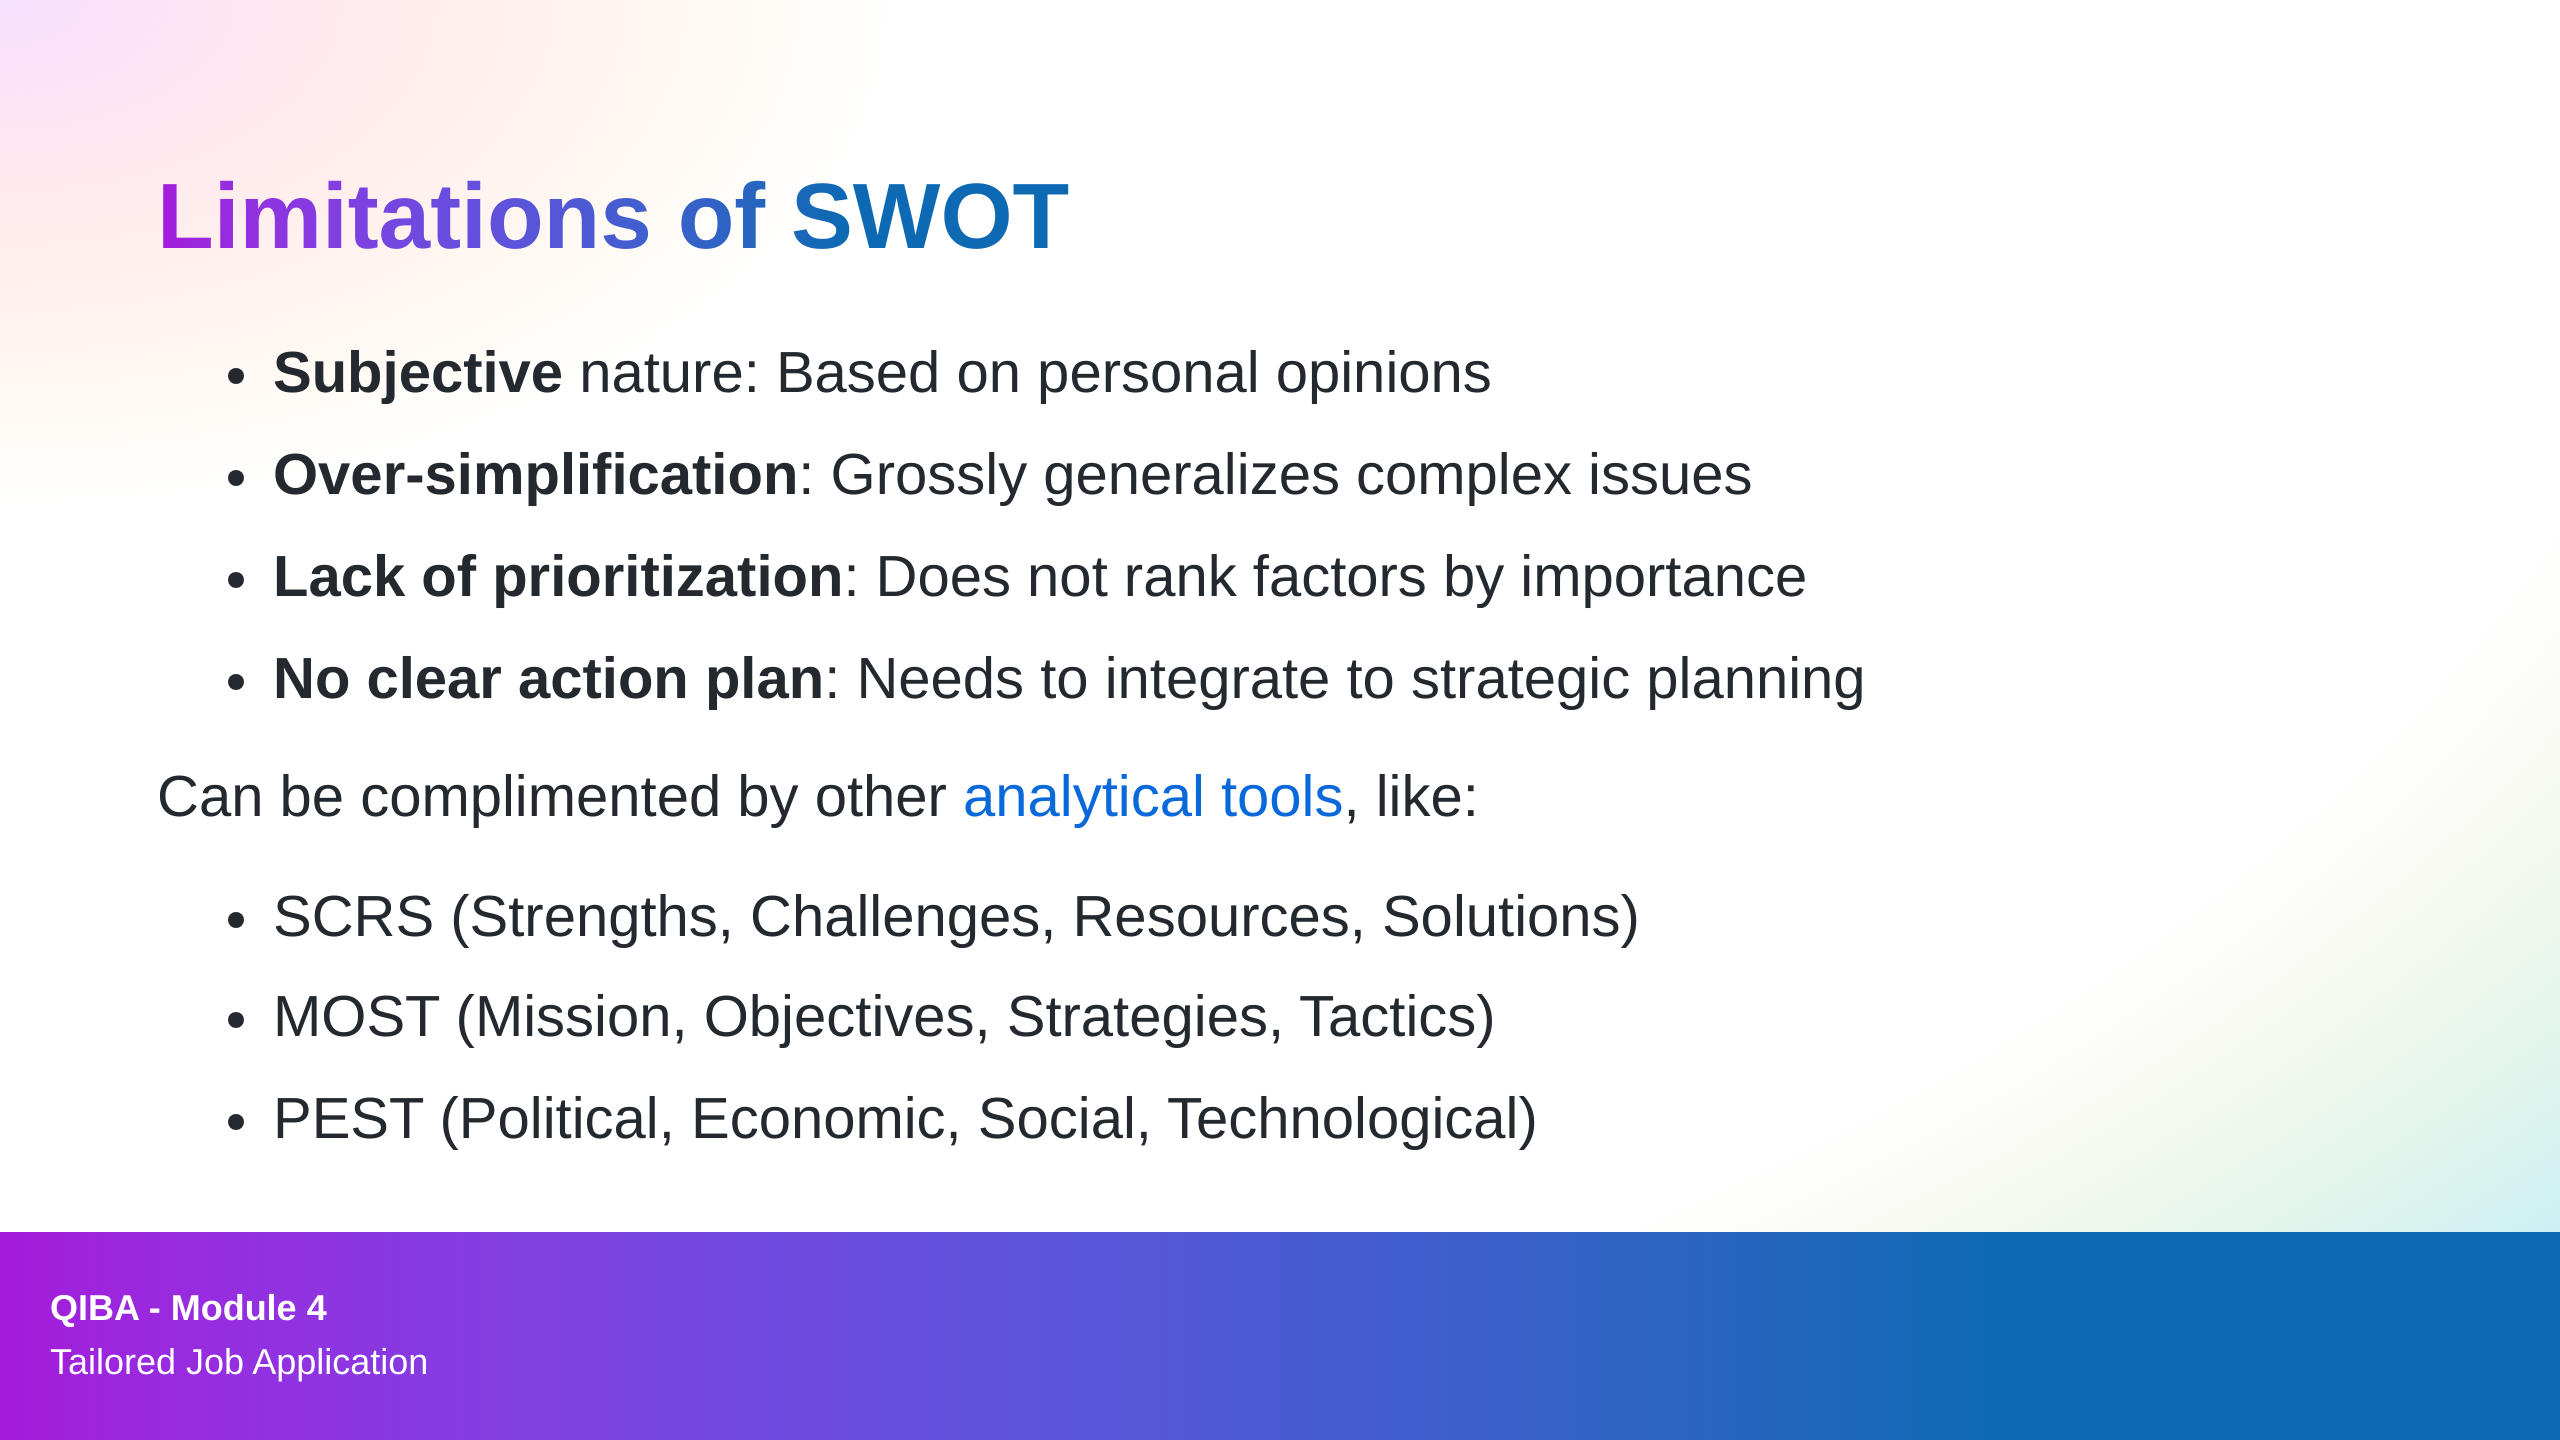 Limitations of SWOT
• Subjective nature: Based on personal opinions
• Over-simplification: Grossly generalizes complex issues
• Lack of prioritization: Does not rank factors by importance
• No clear action plan: Needs to integrate to strategic planning
Can be complimented by other analytical tools, like:
• SCRS (Strengths, Challenges, Resources, Solutions)
• MOST (Mission, Objectives, Strategies, Tactics)
• PEST (Political, Economic, Social, Technological)
QIBA - Module 4
Tailored Job Application